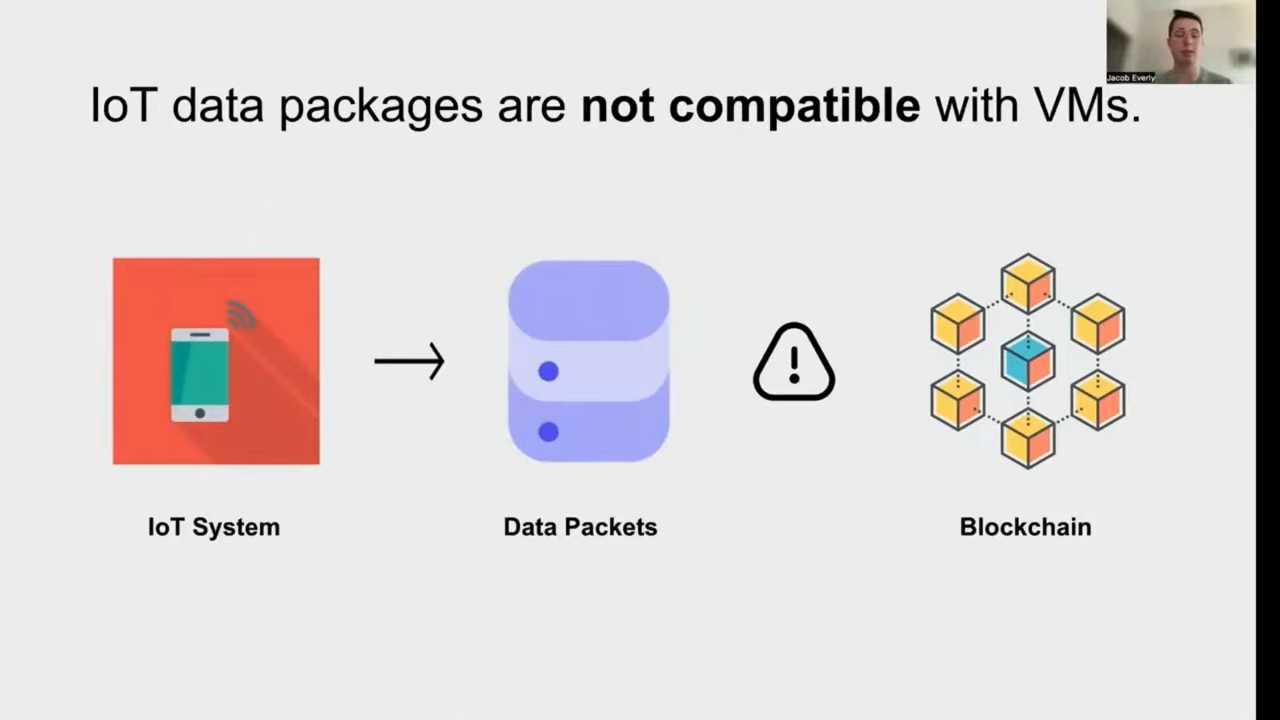 Jacob Everly
IoT data packages are not compatible with VMs.
IoT System
Data Packets
Blockchain